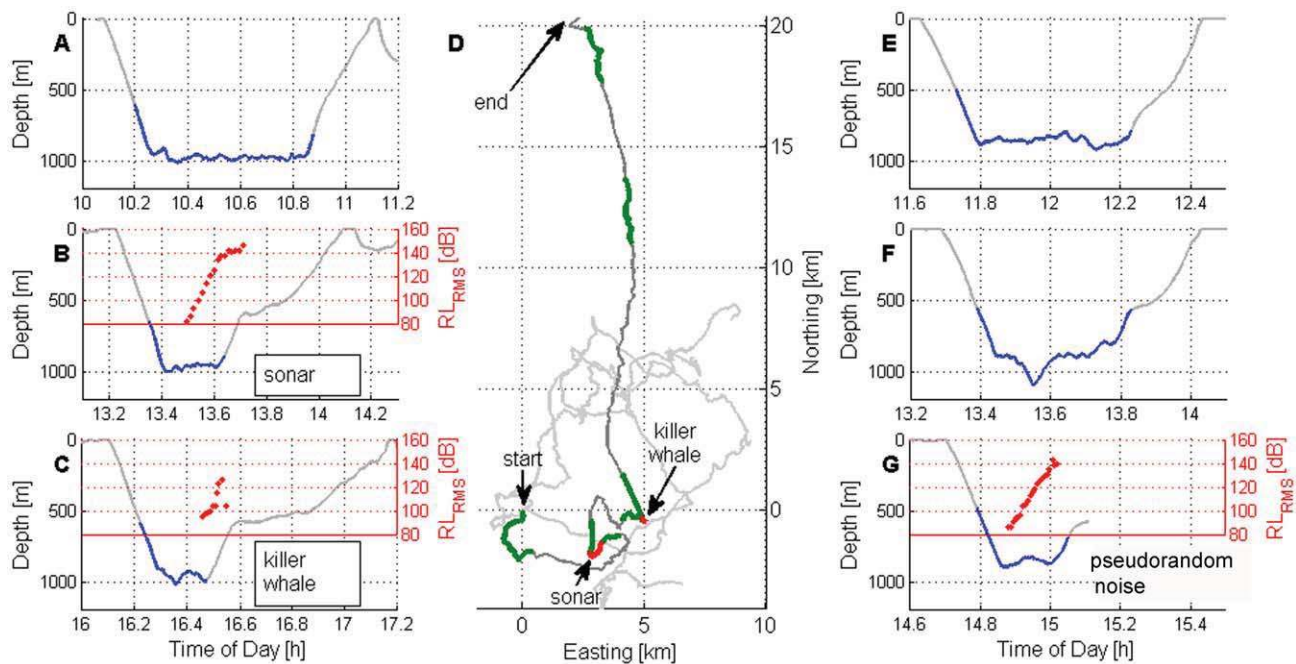 A
Depth [m]
0
500
1000
10 10.2 10.4 10.6 10.8 11 11.2
B
Depth [m]
0
500
1000
160
140
120
100
80
RL_RMS [dB]
sonar
13.2 13.4 13.6 13.8 14 14.2
C
Depth [m]
0
500
1000
160
140
120
100
80
RL_RMS [dB]
killer
whale
16 16.2 16.4 16.6 16.8 17 17.2
Time of Day [h]
D
end
start
killer
whale
sonar
20
15
10
5
0
Northing [km]
0 5 10
Easting [km]
E
Depth [m]
0
500
1000
11.6 11.8 12 12.2 12.4
F
Depth [m]
0
500
1000
13.2 13.4 13.6 13.8 14
G
Depth [m]
0
500
1000
160
140
120
100
80
RL_RMS [dB]
pseudorandom
noise
14.6 14.8 15 15.2 15.4
Time of Day [h]